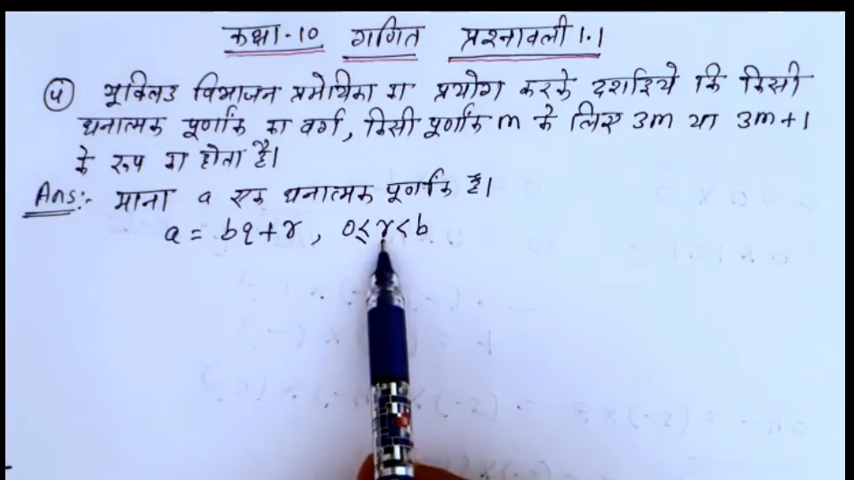 कक्षा-10 गणित प्रश्नावली 1.1
(4) यूक्लिड विभाजन प्रमेयिका का प्रयोग करके दर्शाइये कि किसी
धनात्मक पूर्णांक का वर्ग, किसी पूर्णांक m के लिए 3m या 3m+1
के रूप का होता है।
Ans:- माना a एक धनात्मक पूर्णांक है।
a = bq+r, 0≤r<b